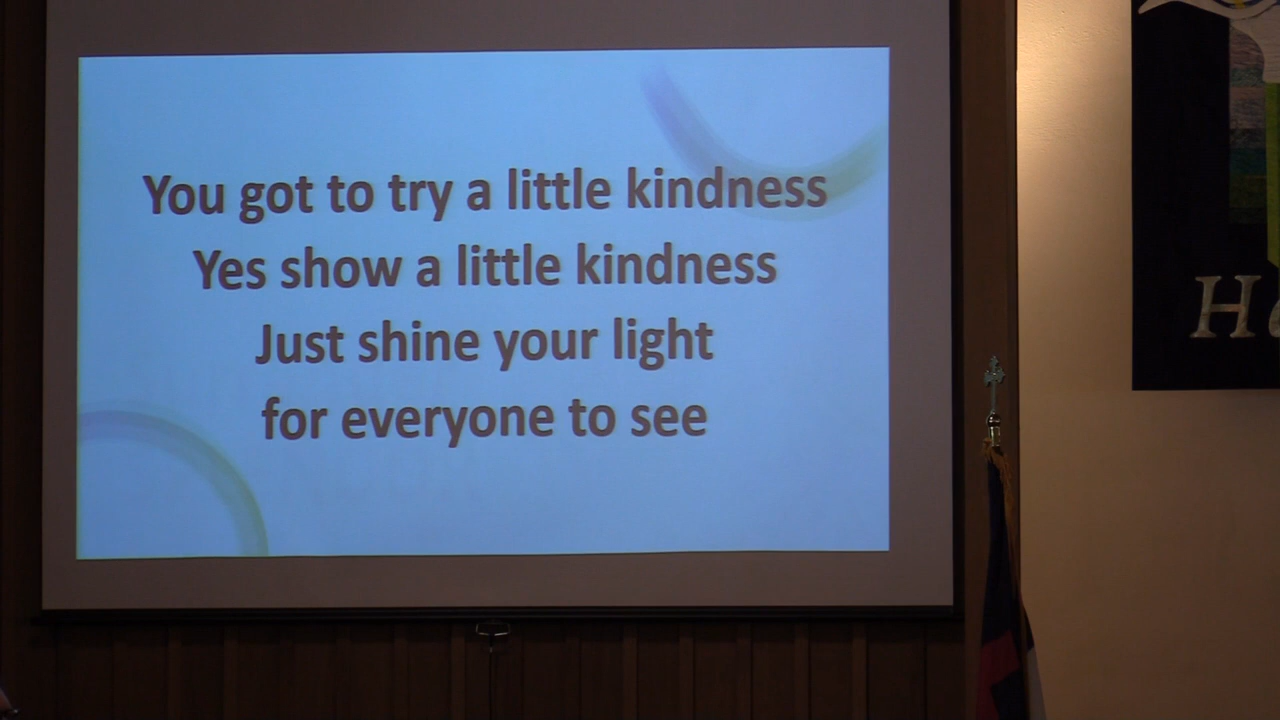 You got to try a little kindness
Yes show a little kindness
Just shine your light
for everyone to see